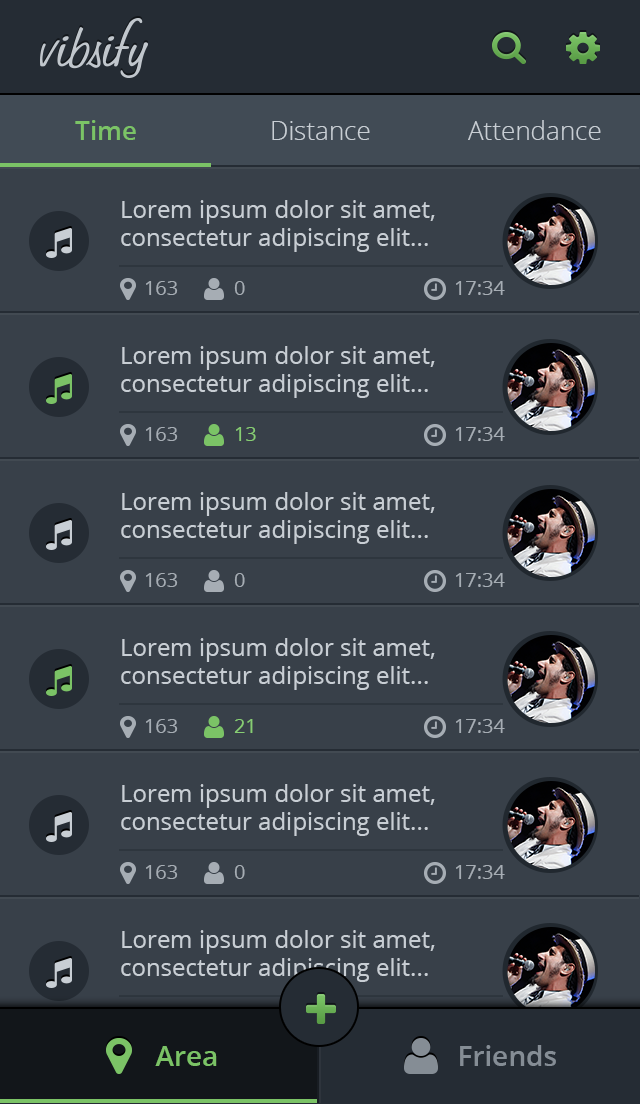 vibsify
Time Distance Attendance
Lorem ipsum dolor sit amet,
consectetur adipiscing elit...
163 0 17:34
Lorem ipsum dolor sit amet,
consectetur adipiscing elit...
163 13 17:34
Lorem ipsum dolor sit amet,
consectetur adipiscing elit...
163 0 17:34
Lorem ipsum dolor sit amet,
consectetur adipiscing elit...
163 21 17:34
Lorem ipsum dolor sit amet,
consectetur adipiscing elit...
163 0 17:34
Lorem ipsum dolor sit amet,
consectetur adipiscing elit...
Area Friends